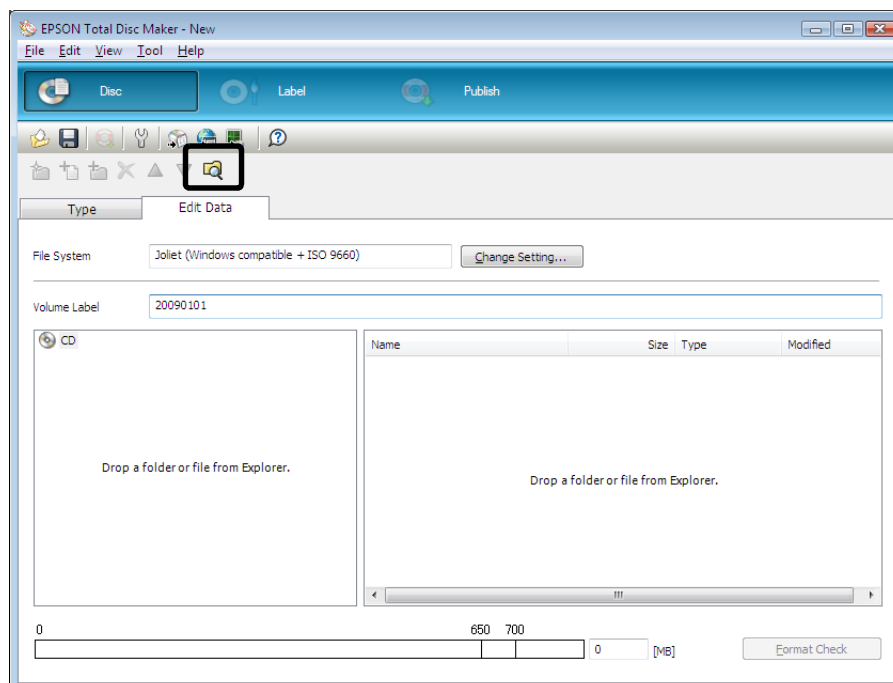 EPSON Total Disc Maker - New
File Edit View Tool Help
Disc Label Publish
Type Edit Data
File System Joliet (Windows compatible + ISO 9660) Change Setting...
Volume Label 20090101
CD
Name Size Type Modified
Drop a folder or file from Explorer.
Drop a folder or file from Explorer.
0 650 700
0 [MB] Format Check